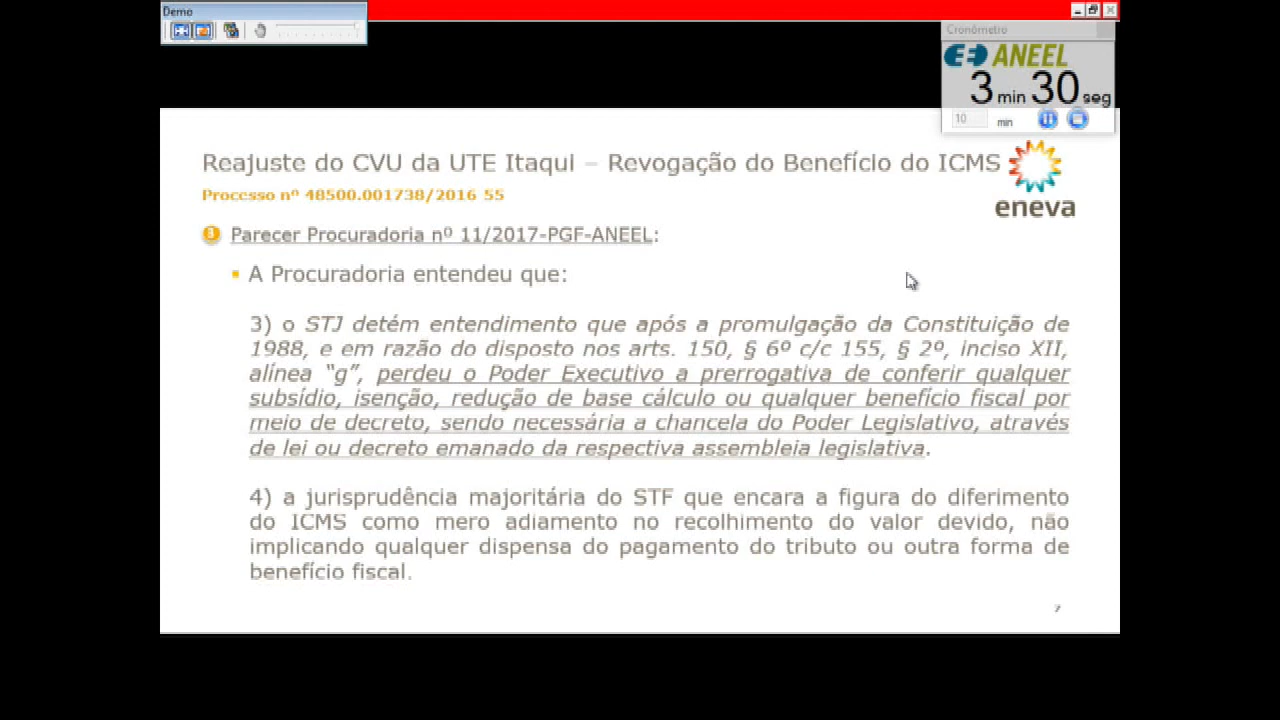 Demo
Cronômetro
ANEEL
3 min 30 seg
10 min
Reajuste do CVU da UTE Itaqui – Revogação do Benefício do ICMS
Processo nº 48500.001738/2016 55
eneva
3 Parecer Procuradoria nº 11/2017-PGF-ANEEL:
▪ A Procuradoria entendeu que:
3) o STJ detém entendimento que após a promulgação da Constituição de
1988, e em razão do disposto nos arts. 150, § 6º c/c 155, § 2º, inciso XII,
alínea “g”, perdeu o Poder Executivo a prerrogativa de conferir qualquer
subsídio, isenção, redução de base cálculo ou qualquer benefício fiscal por
meio de decreto, sendo necessária a chancela do Poder Legislativo, através
de lei ou decreto emanado da respectiva assembleia legislativa.
4) a jurisprudência majoritária do STF que encara a figura do diferimento
do ICMS como mero adiamento no recolhimento do valor devido, não
implicando qualquer dispensa do pagamento do tributo ou outra forma de
benefício fiscal.
7